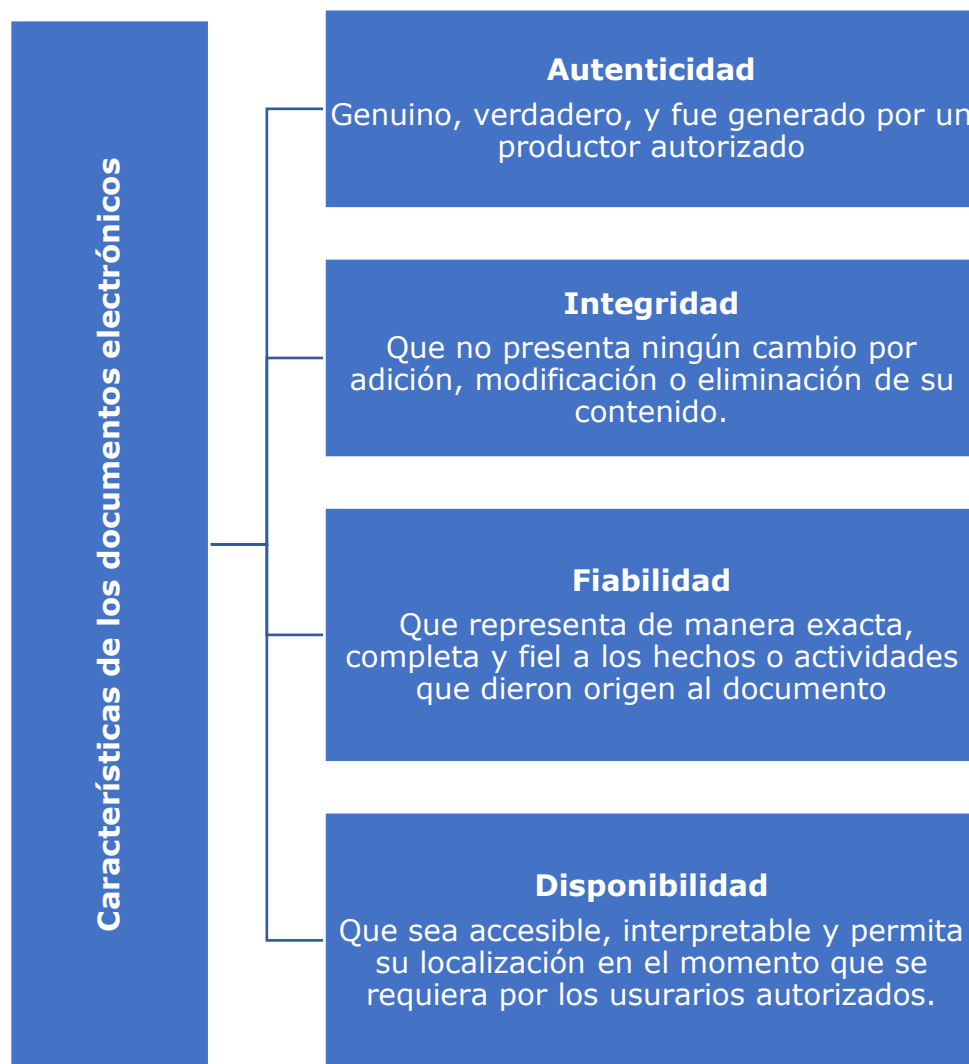 Características de los documentos electrónicos
Autenticidad
Genuino, verdadero, y fue generado por un
productor autorizado
Integridad
Que no presenta ningún cambio por
adición, modificación o eliminación de su
contenido.
Fiabilidad
Que representa de manera exacta,
completa y fiel a los hechos o actividades
que dieron origen al documento
Disponibilidad
Que sea accesible, interpretable y permita
su localización en el momento que se
requiera por los usurarios autorizados.